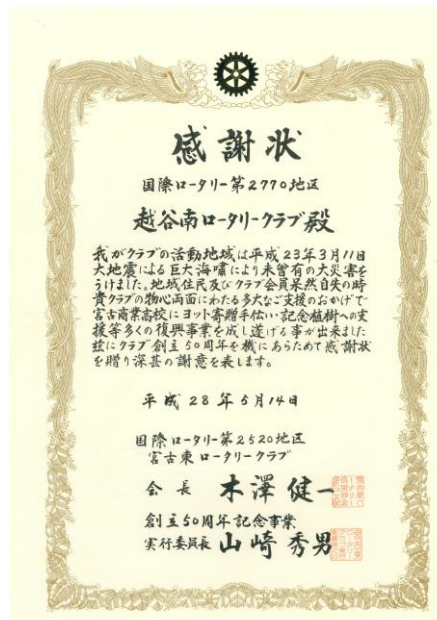 感謝状
国際ロータリー第2770地区
越谷南ロータリークラブ殿
我がクラブの活動地域は平成23年3月11日
大地震による巨大海嘯により未曾有の大災害を
うけました。地域住民及びクラブ会員呆然自失の時
貴クラブの物心両面にわたる多大なご支援のおかげで
宮古商業高校にヨット寄贈手伝い・記念植樹への支
援等多くの復興事業を成し遂げる事が出来ました
茲にクラブ創立50周年を機にあらためて感謝状
を贈り深甚の謝意を表します。
平成28年5月14日
国際ロータリー第2520地区
宮古東ロータリークラブ
会長 木澤健一
創立50周年記念事業
実行委員長 山崎秀男